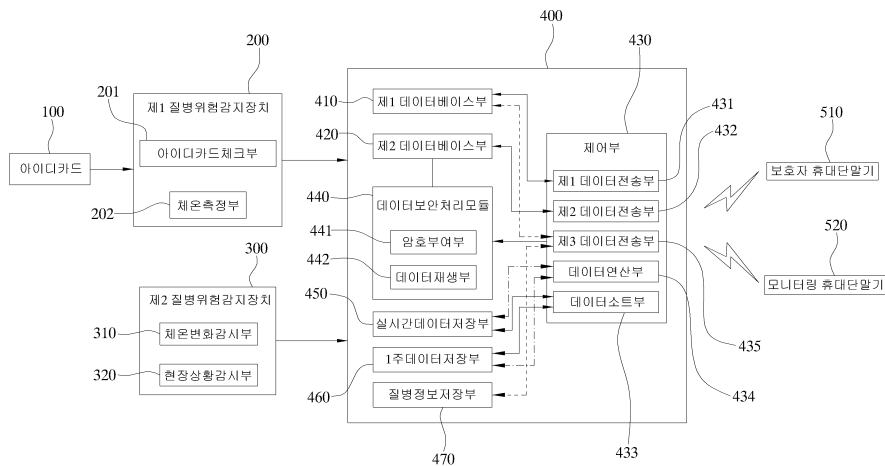 100
아이디카드
200
제1 질병위험감지장치
201
아이디카드체크부
202
체온측정부
300
제2 질병위험감지장치
310
체온변화감시부
320
현장상황감시부
400
410
제1 데이터베이스부
420
제2 데이터베이스부
440
데이터보안처리모듈
441
암호부여부
442
데이터재생부
450
실시간데이터저장부
460
1주데이터저장부
질병정보저장부
470
430
제어부
431
제1 데이터전송부
432
제2 데이터전송부
제3 데이터전송부
데이터연산부
데이터소트부
435
434
433
510
보호자 휴대단말기
520
모니터링 휴대단말기